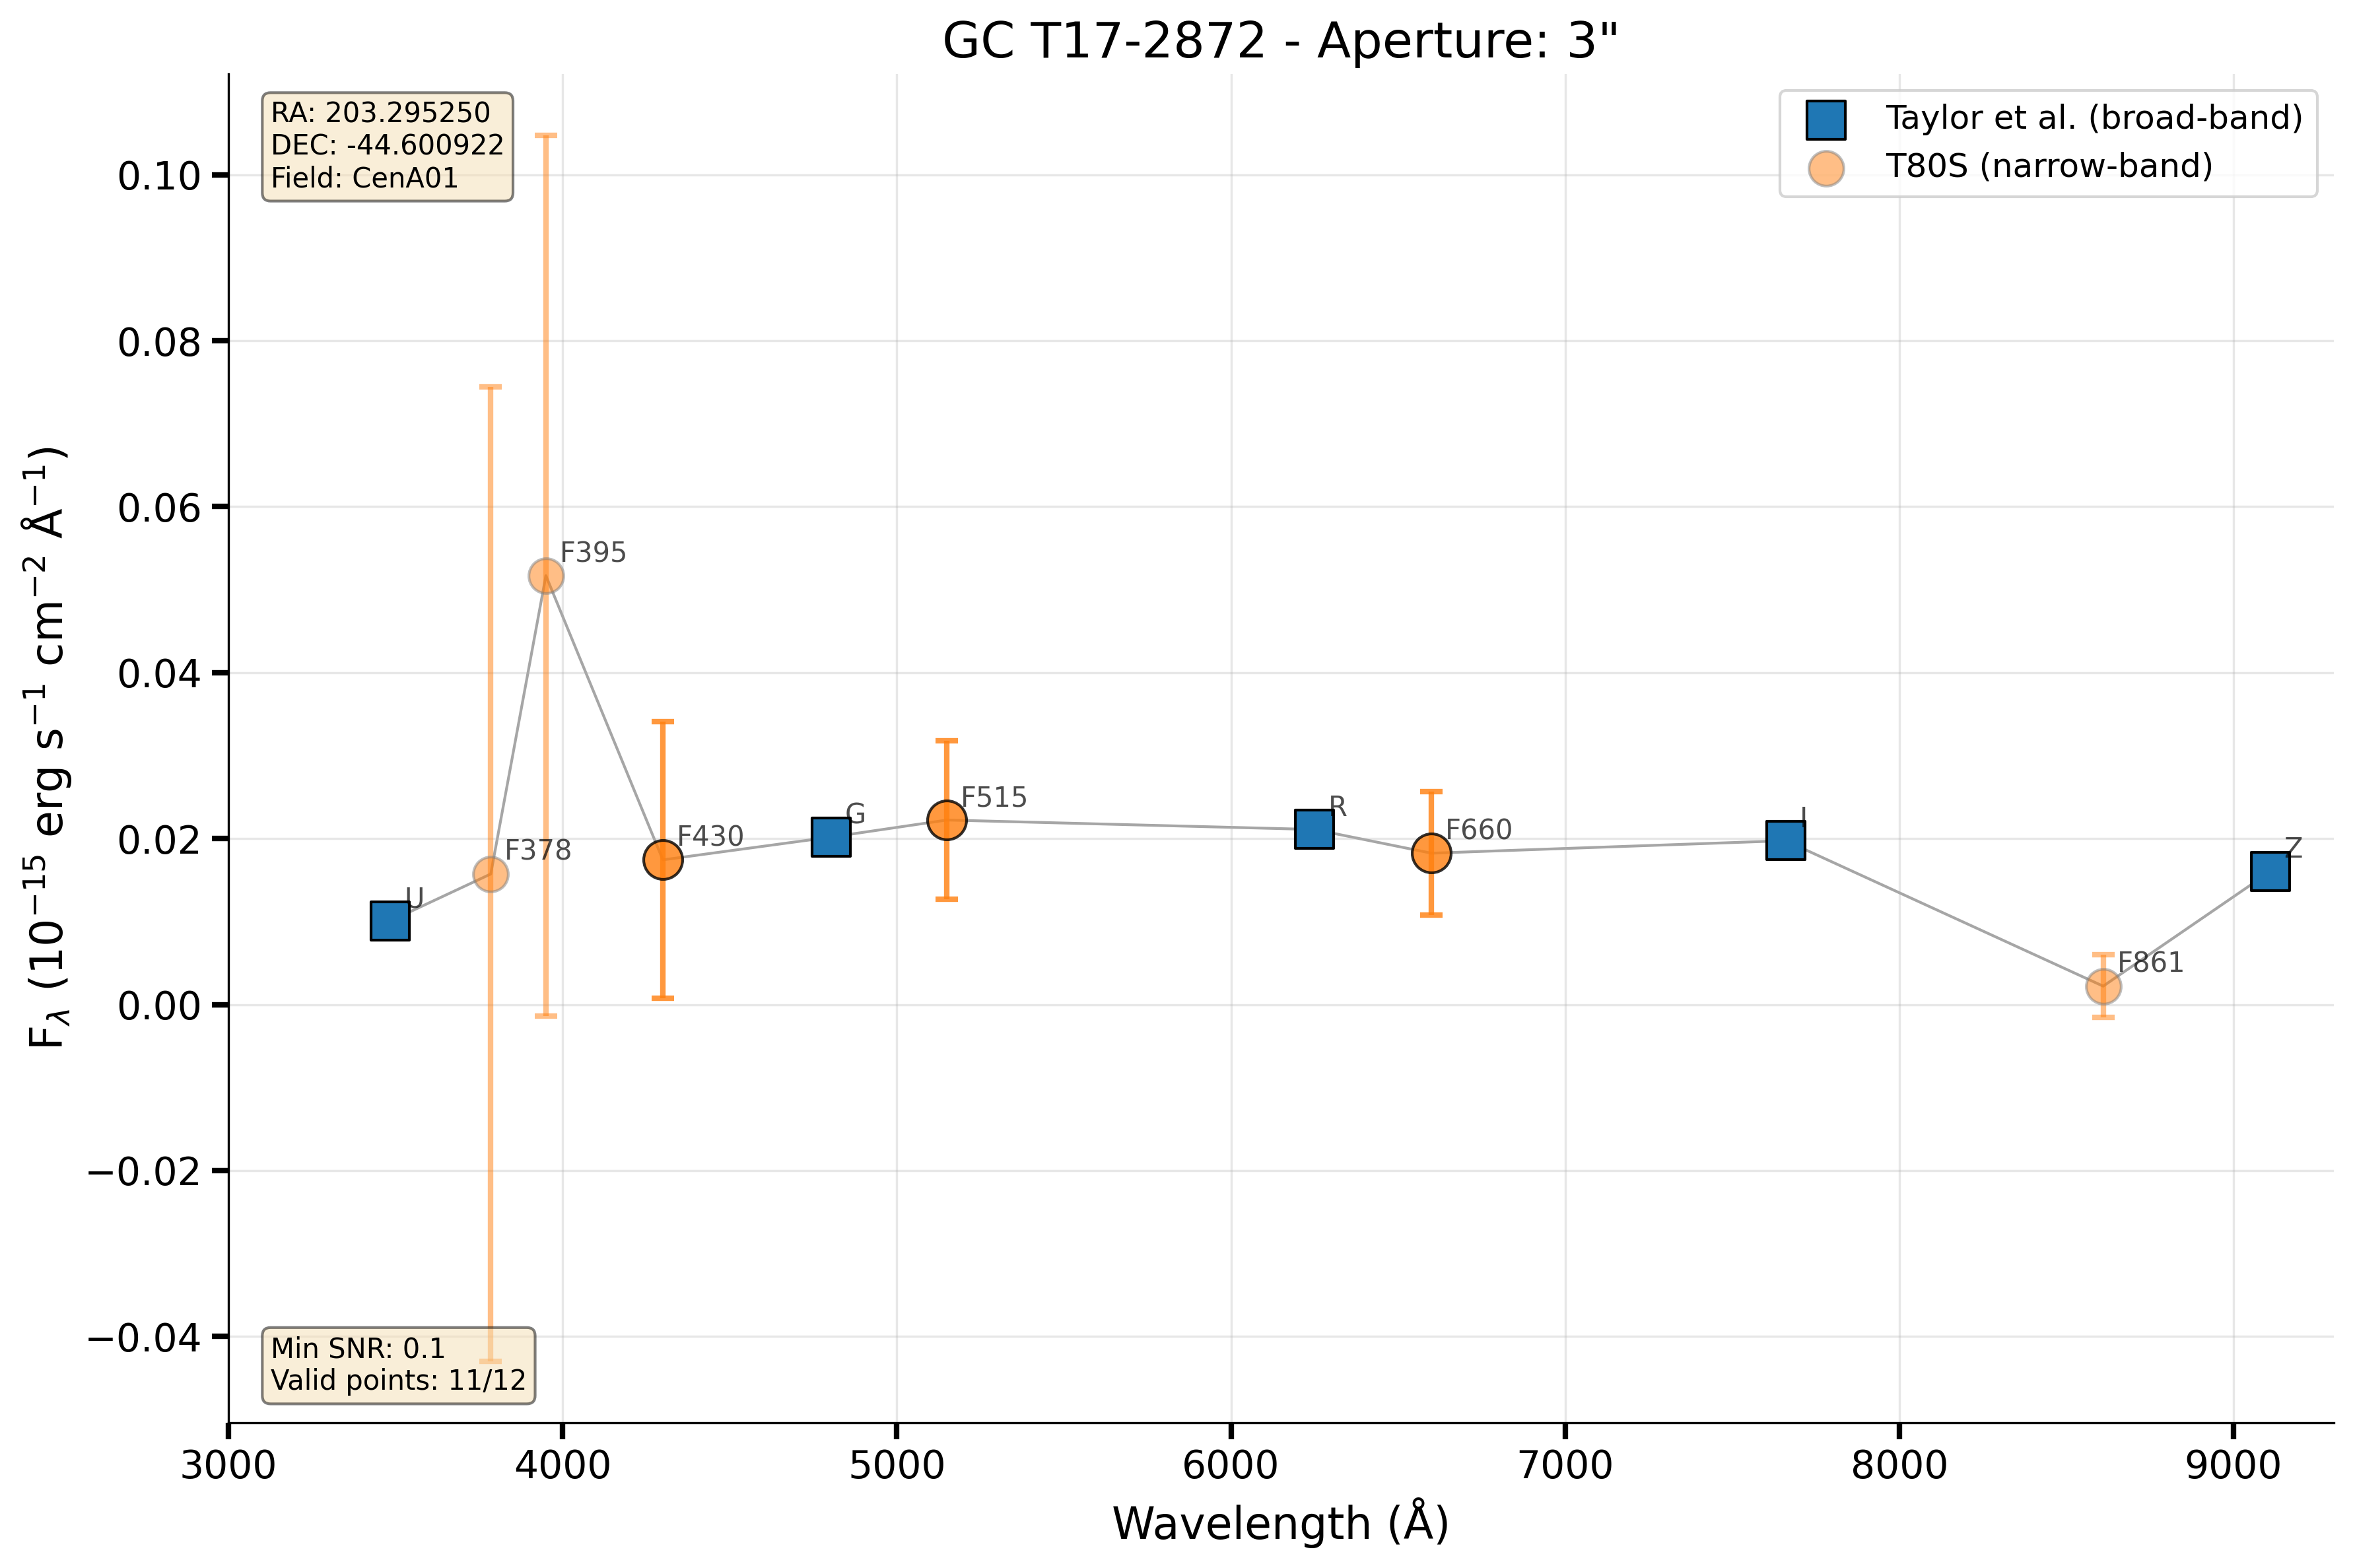 GC T17-2872 - Aperture: 3"
RA: 203.295250
DEC: -44.600922
Field: CenA01
Taylor et al. (broad-band)
T80S (narrow-band)
0.10
0.08
0.06
0.04
0.02
0.00
−0.02
−0.04
F_λ (10⁻¹⁵ erg s⁻¹ cm⁻² Å⁻¹)
U
F378
F395
F430
G
F515
R
F660
I
F861
Z
Min SNR: 0.1
Valid points: 11/12
3000
4000
5000
6000
7000
8000
9000
Wavelength (Å)